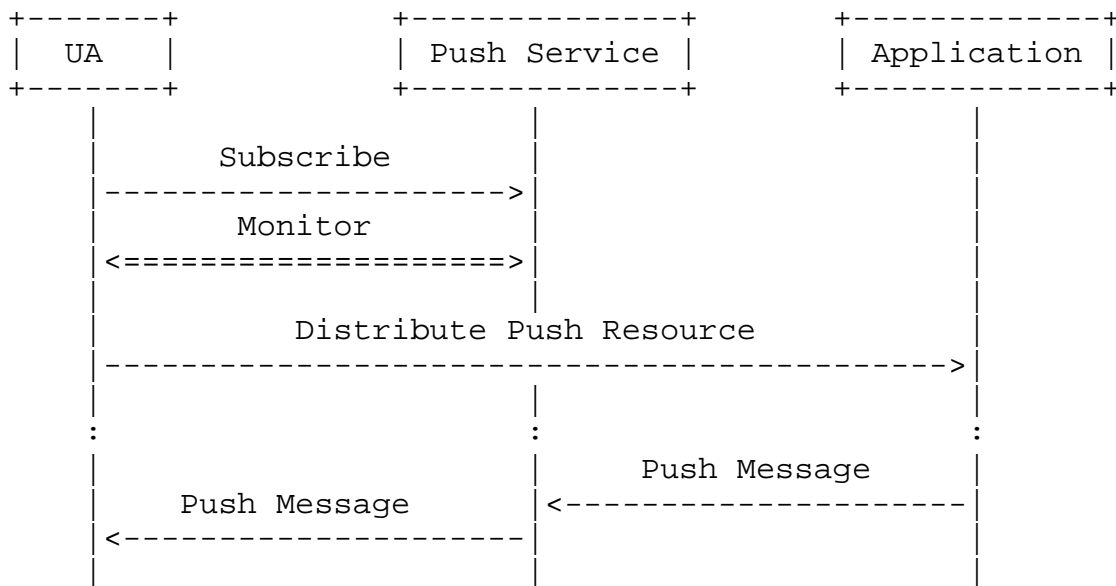 UA Push Service Application
Subscribe
Monitor
Distribute Push Resource
Push Message
Push Message